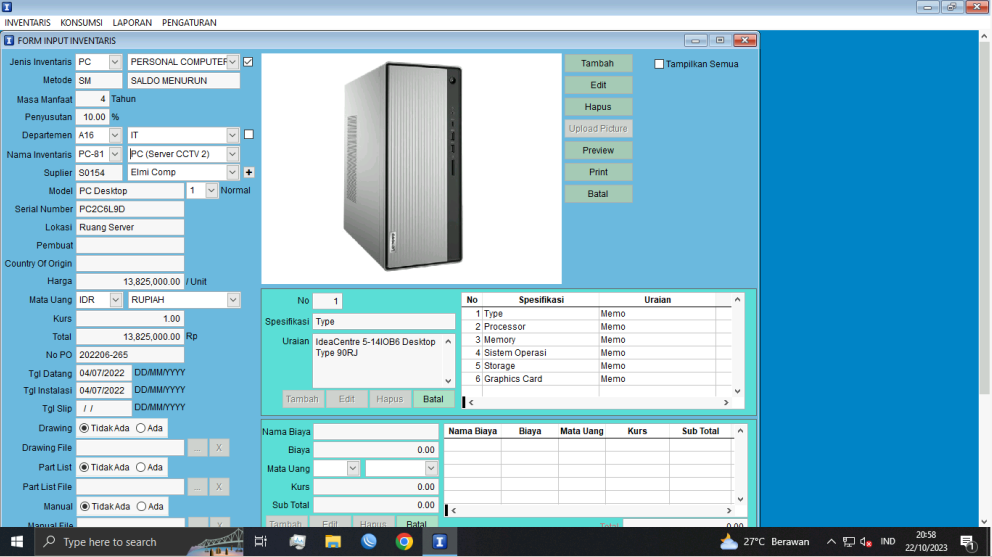 INVENTARIS KONSUMSI LAPORAN PENGATURAN
FORM INPUT INVENTARIS
Jenis Inventaris PC PERSONAL COMPUTER
Metode SM SALDO MENURUN
Masa Manfaat 4 Tahun
Penyusutan 10.00 %
Departemen A16 IT
Nama Inventaris PC-81 PC (Server CCTV 2)
Suplier S0154 Elmi Comp
Model PC Desktop 1 Normal
Serial Number PC2C6L9D
Lokasi Ruang Server
Pembuat
Country Of Origin
Harga 13,825,000.00 / Unit
Mata Uang IDR RUPIAH
Kurs 1.00
Total 13,825,000.00 Rp
No PO 202206-265
Tgl Datang 04/07/2022 DD/MM/YYYY
Tgl Instalasi 04/07/2022 DD/MM/YYYY
Tgl Slip / / DD/MM/YYYY
Drawing Tidak Ada Ada
Drawing File ... X
Part List Tidak Ada Ada
Part List File ... X
Manual Tidak Ada Ada
Manual File ... X
Lenovo
Tambah
Edit
Hapus
Upload Picture
Preview
Print
Batal
Tampilkan Semua
No 1
Spesifikasi Type
Uraian IdeaCentre 5-14IOB6 Desktop
Type 90RJ
Tambah Edit Hapus Batal
No Spesifikasi Uraian
1 Type Memo
2 Processor Memo
3 Memory Memo
4 Sistem Operasi Memo
5 Storage Memo
6 Graphics Card Memo
Nama Biaya
Biaya 0.00
Mata Uang
Kurs 0.00
Sub Total 0.00
Tambah Edit Hapus Batal
Nama Biaya Biaya Mata Uang Kurs Sub Total
Total 0.00
Type here to search
27°C Berawan
IND
20:58
22/10/2023
1